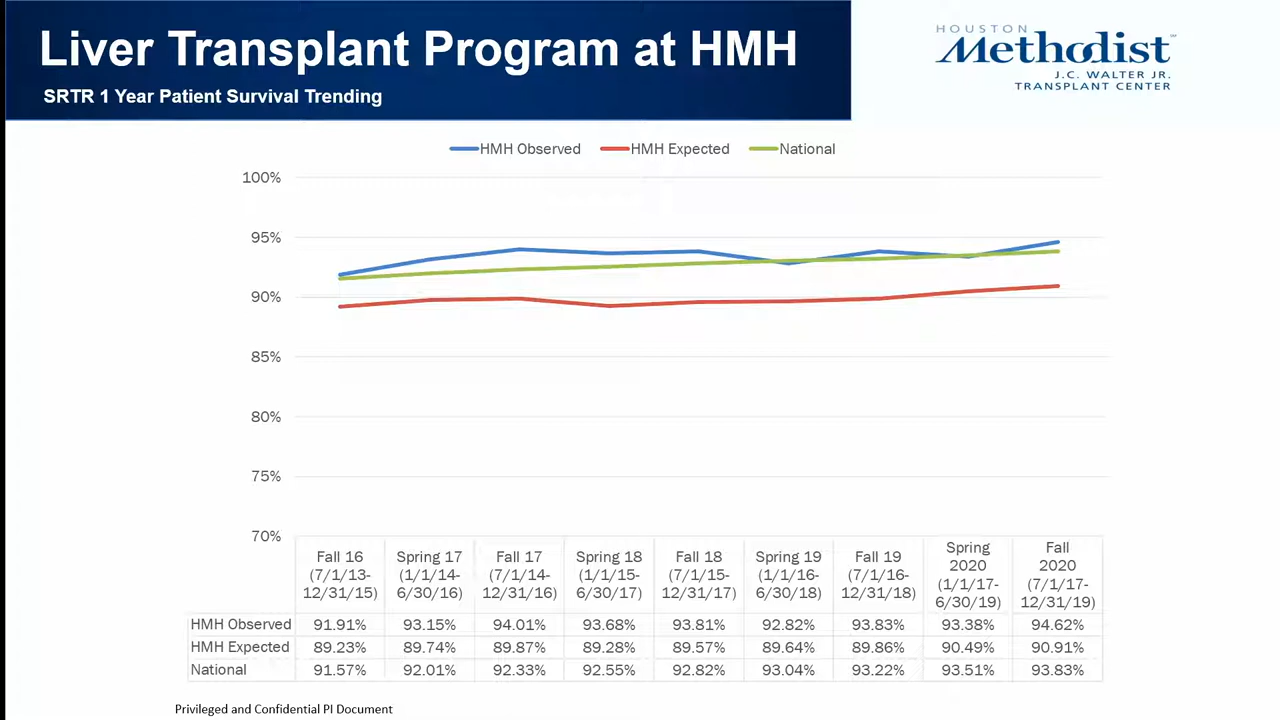 Liver Transplant Program at HMH
SRTR 1 Year Patient Survival Trending
HOUSTON
Methodist
J.C. WALTER JR.
TRANSPLANT CENTER
HMH Observed HMH Expected National
100%
95%
90%
85%
80%
75%
70%
Fall 16 (7/1/13-12/31/15) Spring 17 (1/1/14-6/30/16) Fall 17 (7/1/14-12/31/16) Spring 18 (1/1/15-6/30/17) Fall 18 (7/1/15-12/31/17) Spring 19 (1/1/16-6/30/18) Fall 19 (7/1/16-12/31/18) Spring 2020 (1/1/17-6/30/19) Fall 2020 (7/1/17-12/31/19)
HMH Observed 91.91% 93.15% 94.01% 93.68% 93.81% 92.82% 93.83% 93.38% 94.62%
HMH Expected 89.23% 89.74% 89.87% 89.28% 89.57% 89.64% 89.86% 90.49% 90.91%
National 91.57% 92.01% 92.33% 92.55% 92.82% 93.04% 93.22% 93.51% 93.83%
Privileged and Confidential PI Document